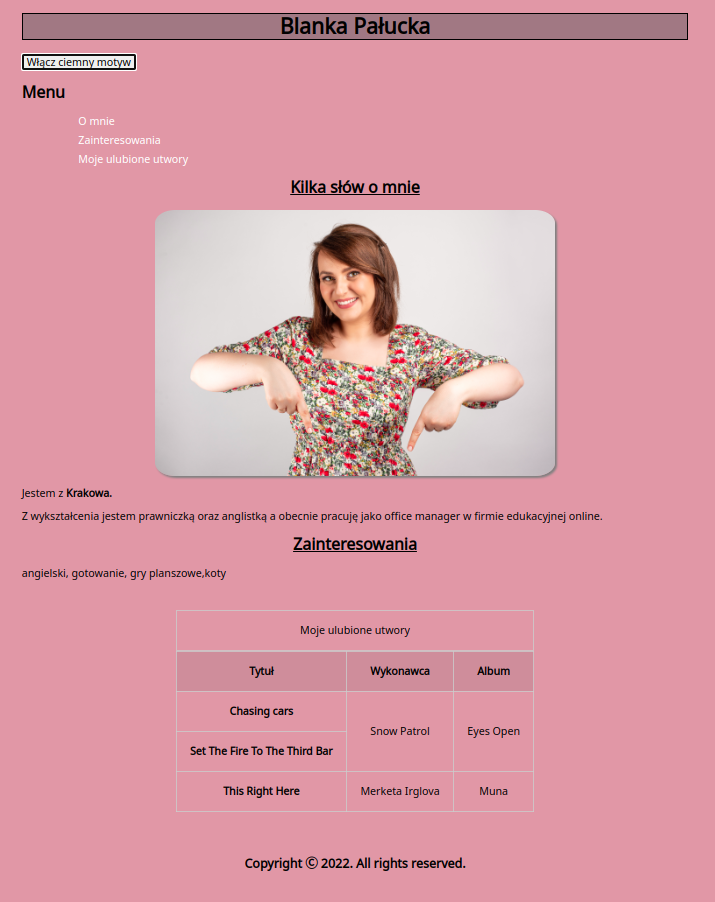 Blanka Pałucka
Włącz ciemny motyw
Menu
O mnie
Zainteresowania
Moje ulubione utwory
Kilka słów o mnie
Jestem z Krakowa.
Z wykształcenia jestem prawniczką oraz anglistką a obecnie pracuję jako office manager w firmie edukacyjnej online.
Zainteresowania
angielski, gotowanie, gry planszowe,koty
Moje ulubione utwory
Tytuł Wykonawca Album
Chasing cars
Snow Patrol Eyes Open
Set The Fire To The Third Bar
This Right Here Merketa Irglova Muna
Copyright © 2022. All rights reserved.